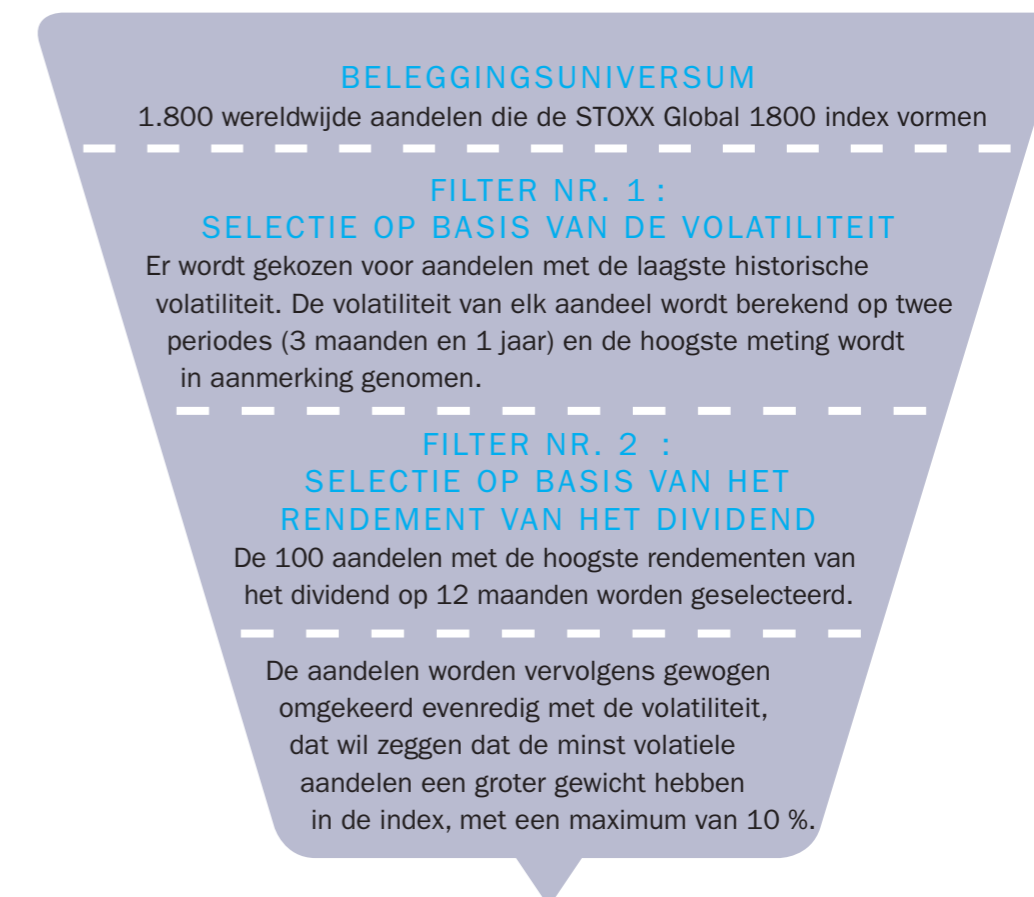 BELEGGINGSUNIVERSUM
1.800 wereldwijde aandelen die de STOXX Global 1800 index vormen
FILTER NR. 1 :
SELECTIE OP BASIS VAN DE VOLATILITEIT
Er wordt gekozen voor aandelen met de laagste historische
volatiliteit. De volatiliteit van elk aandeel wordt berekend op twee
periodes (3 maanden en 1 jaar) en de hoogste meting wordt
in aanmerking genomen.
FILTER NR. 2 :
SELECTIE OP BASIS VAN HET
RENDEMENT VAN HET DIVIDEND
De 100 aandelen met de hoogste rendementen van
het dividend op 12 maanden worden geselecteerd.
De aandelen worden vervolgens gewogen
omgekeerd evenredig met de volatiliteit,
dat wil zeggen dat de minst volatiele
aandelen een groter gewicht hebben
in de index, met een maximum van 10 %.